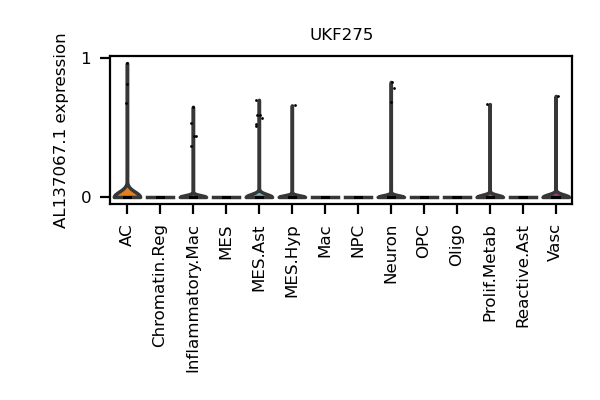 UKF275
AL137067.1 expression
1
0
AC
Chromatin.Reg
Inflammatory.Mac
MES
MES.Ast
MES.Hyp
Mac
NPC
Neuron
OPC
Oligo
Prolif.Metab
Reactive.Ast
Vasc